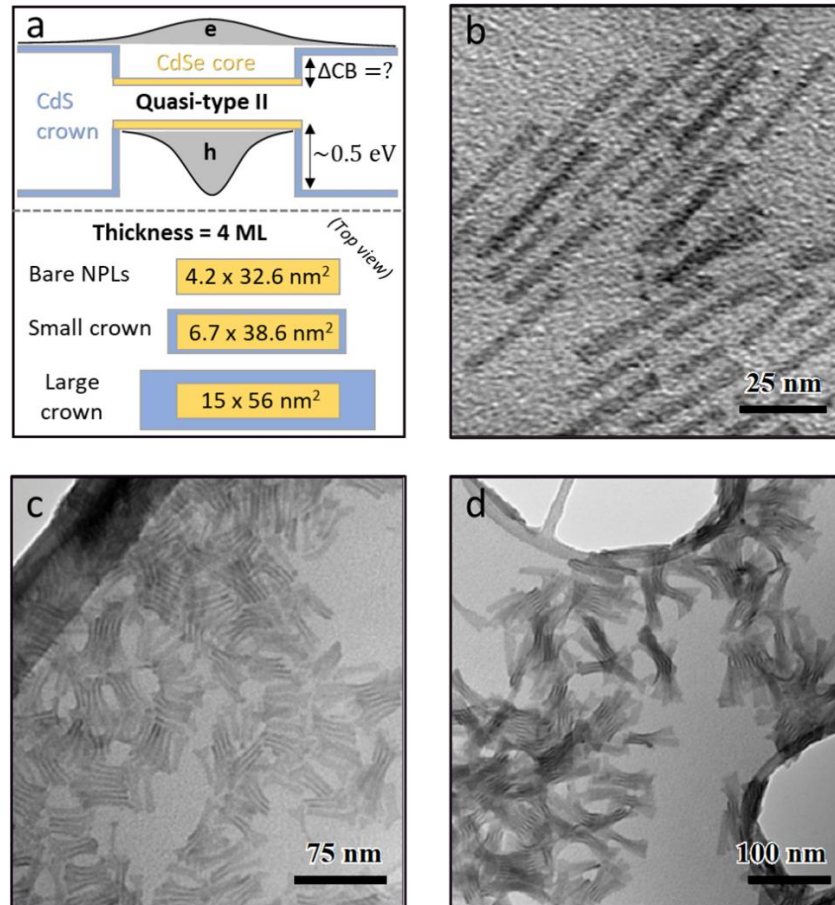 a
e
CdSe core
ΔCB =?
CdS
crown
Quasi-type II
h
~0.5 eV
Thickness = 4 ML
(Top view)
Bare NPLs
4.2 x 32.6 nm²
Small crown
6.7 x 38.6 nm²
Large
crown
15 x 56 nm²
b
25 nm
c
75 nm
d
100 nm